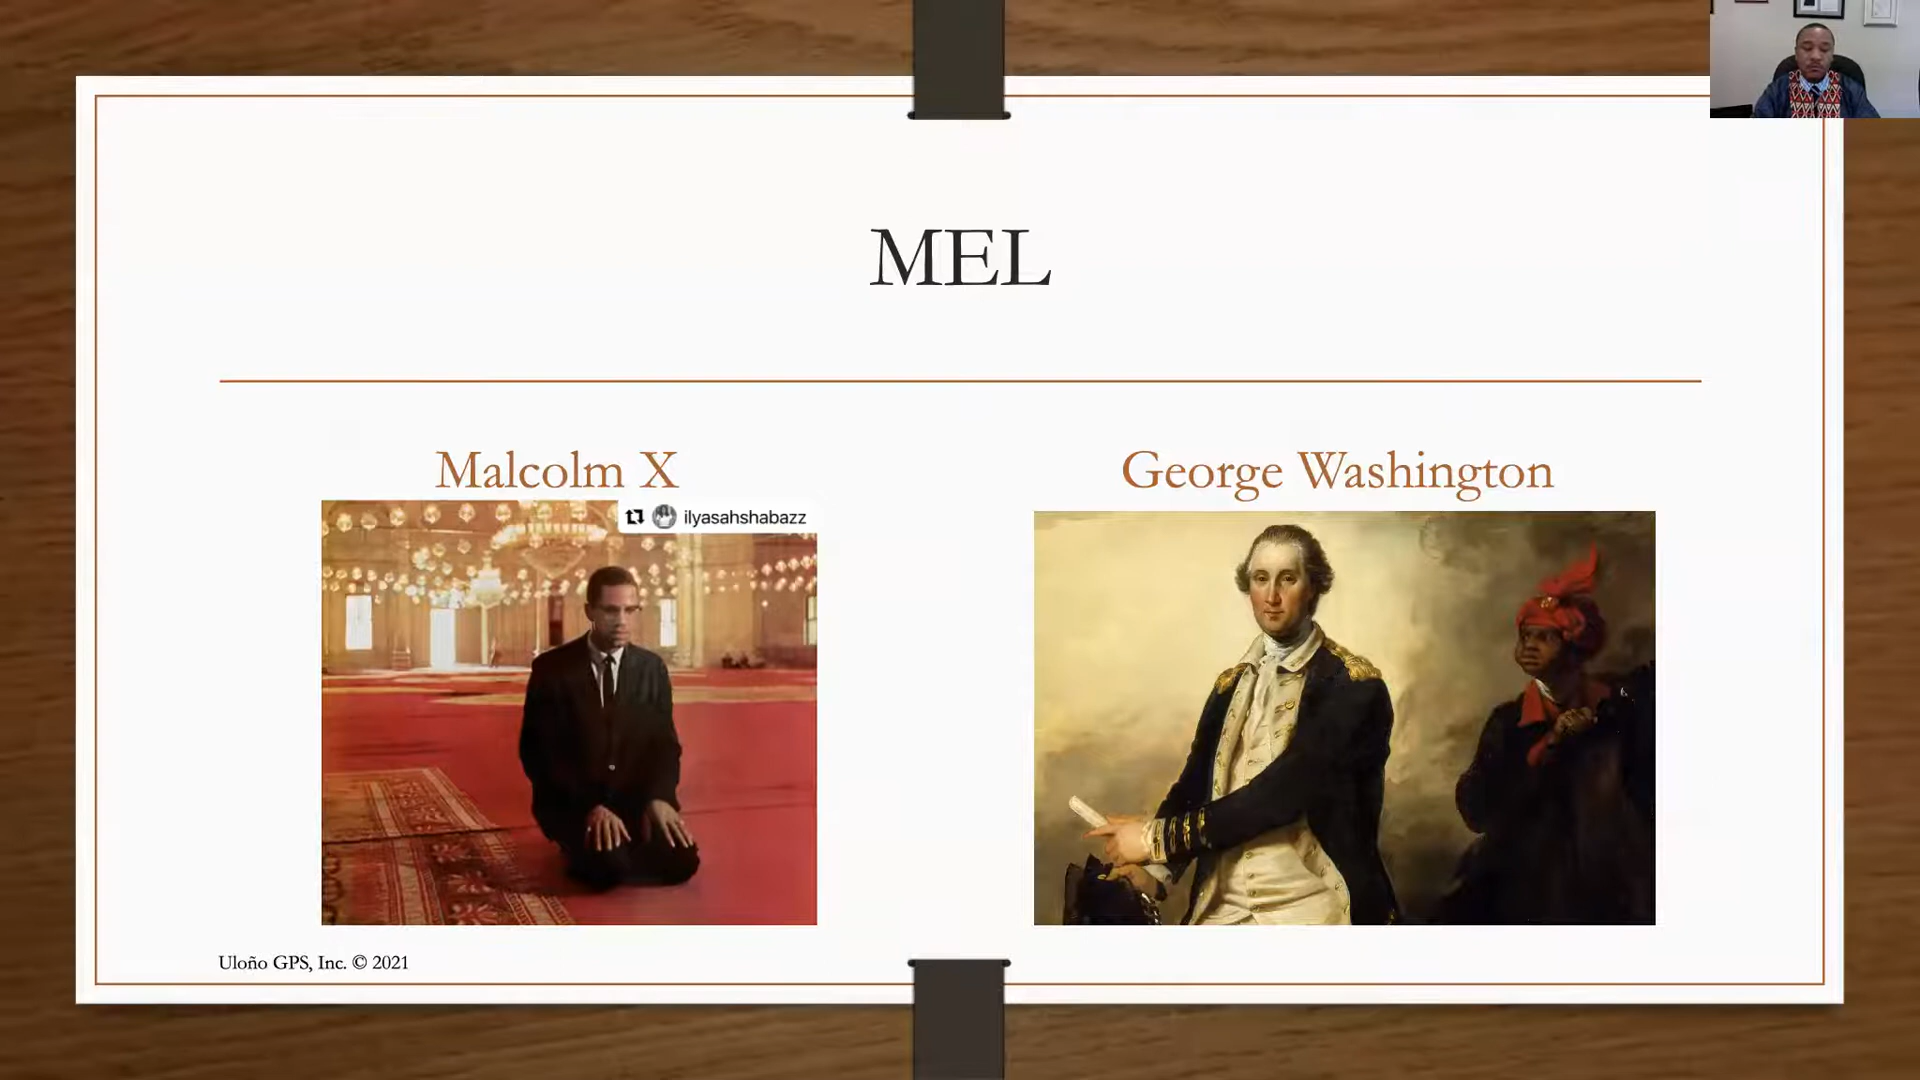 MEL
Malcolm X
George Washington
ilyasahshabazz
Uloño GPS, Inc. © 2021